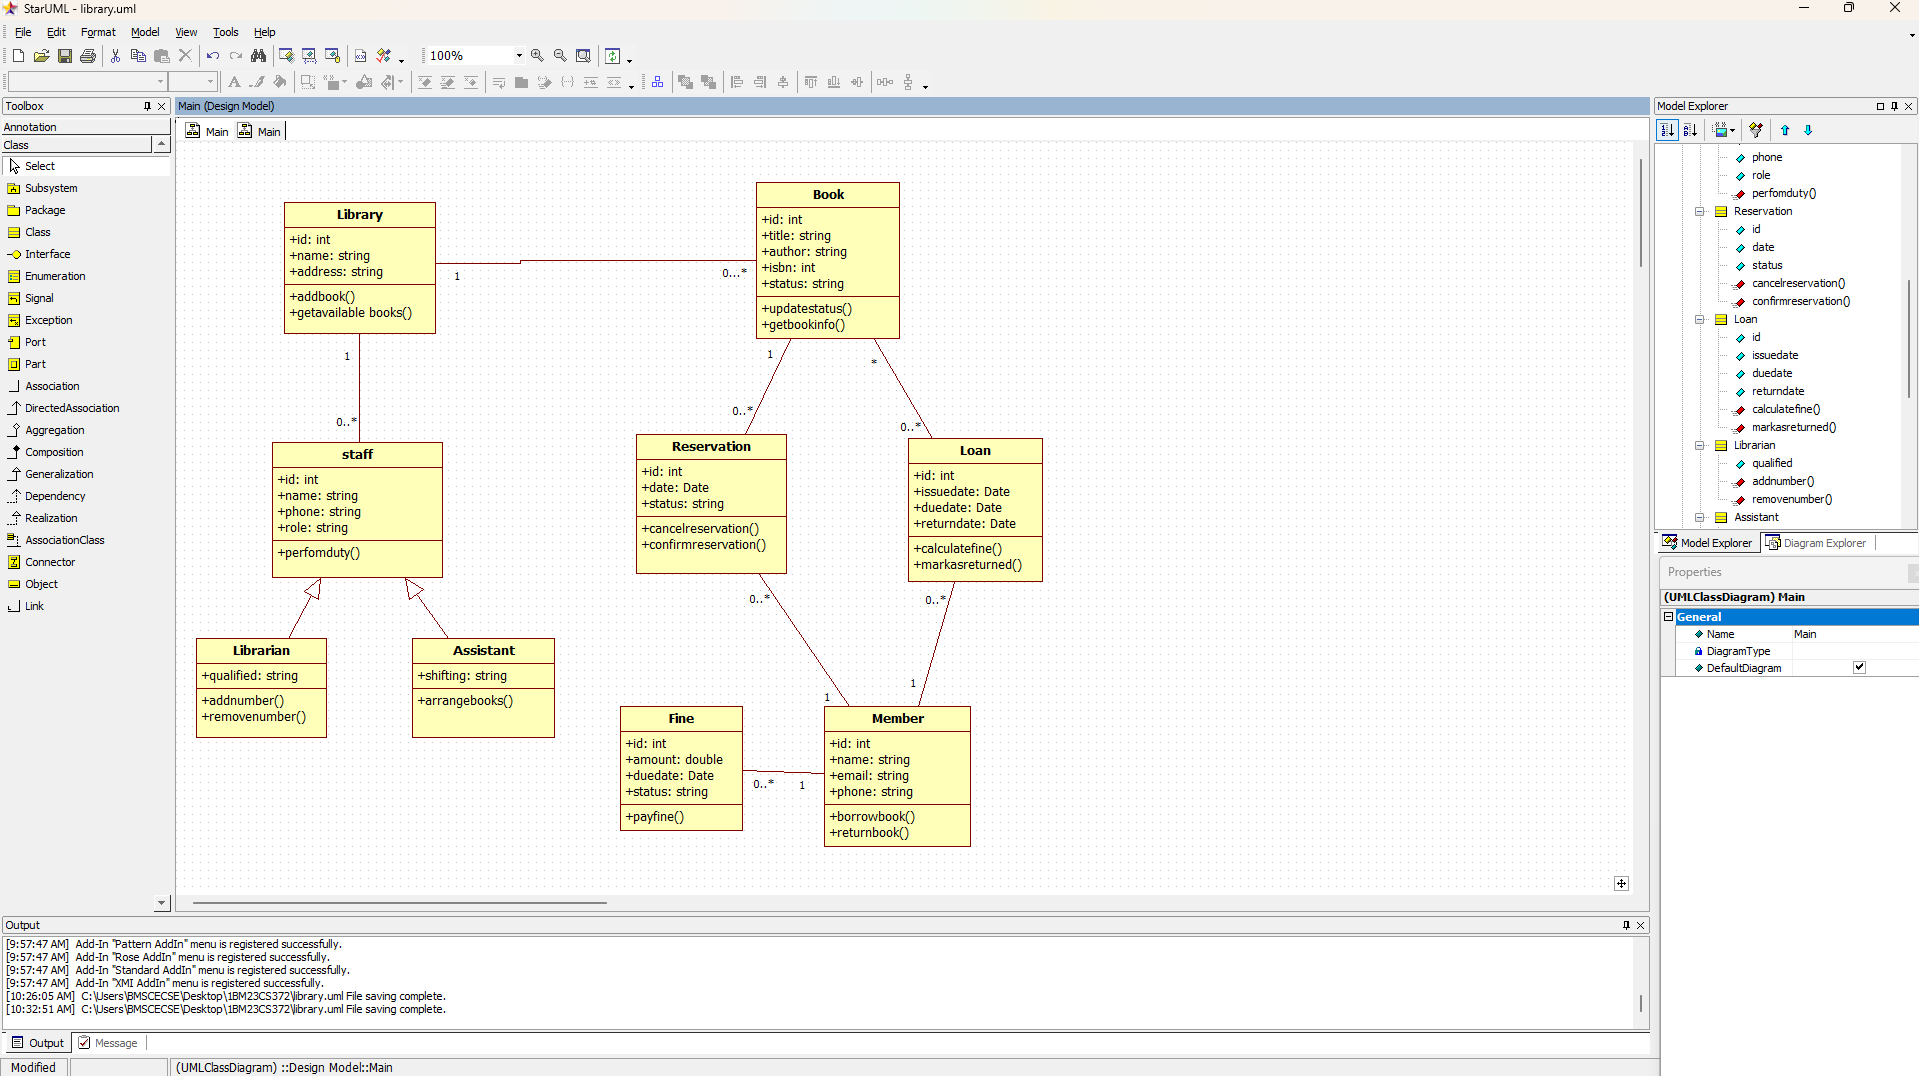 StarUML - library.uml
File Edit Format Model View Tools Help
100%
Toolbox
Annotation
Class
Select
Subsystem
Package
Class
Interface
Enumeration
Signal
Exception
Port
Part
Association
DirectedAssociation
Aggregation
Composition
Generalization
Dependency
Realization
AssociationClass
Connector
Object
Link
Main (Design Model)
Main Main
Library
+id: int
+name: string
+address: string
+addbook()
+getavailable books()
1
0...*
Book
+id: int
+title: string
+author: string
+isbn: int
+status: string
+updatestatus()
+getbookinfo()
1
0..*
1
0..*
*
0..*
staff
+id: int
+name: string
+phone: string
+role: string
+perfomduty()
Reservation
+id: int
+date: Date
+status: string
+cancelreservation()
+confirmreservation()
Loan
+id: int
+issuedate: Date
+duedate: Date
+returndate: Date
+calculatefine()
+markasreturned()
0..*
1
0..*
1
Librarian
+qualified: string
+addnumber()
+removenumber()
Assistant
+shifting: string
+arrangebooks()
Fine
+id: int
+amount: double
+duedate: Date
+status: string
+payfine()
0..*
1
Member
+id: int
+name: string
+email: string
+phone: string
+borrowbook()
+returnbook()
Model Explorer
phone
role
perfomduty()
Reservation
id
date
status
cancelreservation()
confirmreservation()
Loan
id
issuedate
duedate
returndate
calculatefine()
markasreturned()
Librarian
qualified
addnumber()
removenumber()
Assistant
Model Explorer Diagram Explorer
Properties
(UMLClassDiagram) Main
General
Name Main
DiagramType
DefaultDiagram
Output
[9:57:47 AM] Add-In "Pattern AddIn" menu is registered successfully.
[9:57:47 AM] Add-In "Rose AddIn" menu is registered successfully.
[9:57:47 AM] Add-In "Standard AddIn" menu is registered successfully.
[9:57:47 AM] Add-In "XMI AddIn" menu is registered successfully.
[10:26:05 AM] C:\Users\BMSCECSE\Desktop\1BM23CS372\library.uml File saving complete.
[10:32:51 AM] C:\Users\BMSCECSE\Desktop\1BM23CS372\library.uml File saving complete.
Output Message
Modified (UMLClassDiagram) ::Design Model::Main